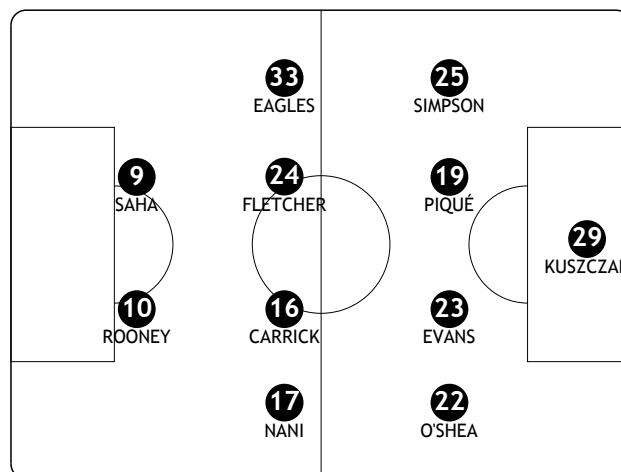 33
EAGLES
25
SIMPSON
9
SAHA
24
FLETCHER
19
PIQUÉ
29
KUSZCZAK
10
ROONEY
16
CARRICK
23
EVANS
17
NANI
22
O'SHEA